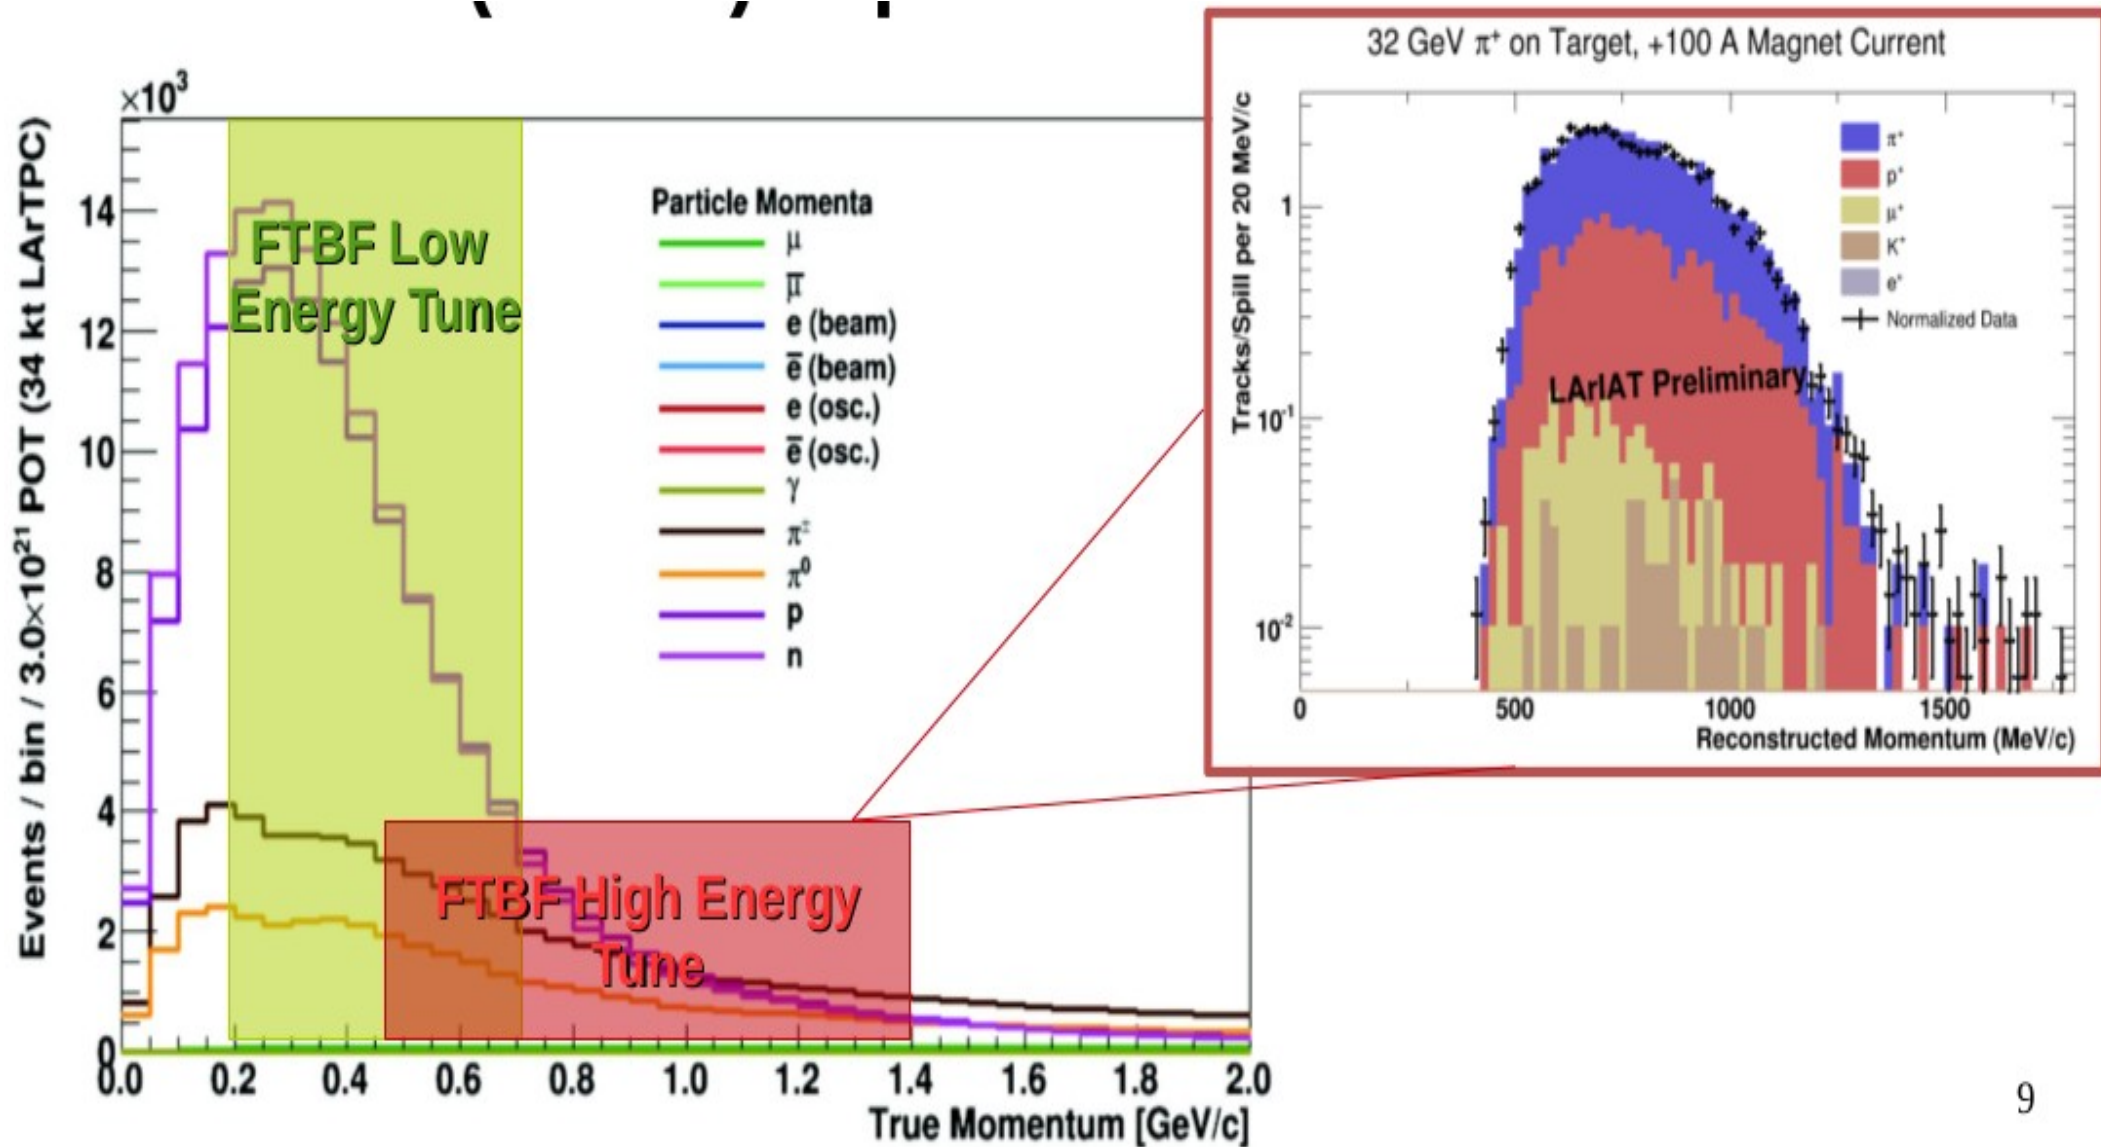 ×10³
Events / bin / 3.0×10²¹ POT (34 kt LArTPC)
14
12
10
8
6
4
2
0
FTBF Low
Energy Tune
Particle Momenta
μ
μ̅
e (beam)
e̅ (beam)
e (osc.)
e̅ (osc.)
γ
π±
π⁰
p
n
FTBF High Energy
Tune
0.0 0.2 0.4 0.6 0.8 1.0 1.2 1.4 1.6 1.8 2.0
True Momentum [GeV/c]
32 GeV π⁺ on Target, +100 A Magnet Current
Tracks/Spill per 20 MeV/c
1
10⁻¹
10⁻²
π⁺
p⁺
μ⁺
K⁺
e⁺
Normalized Data
LArIAT Preliminary
0 500 1000 1500
Reconstructed Momentum (MeV/c)
9